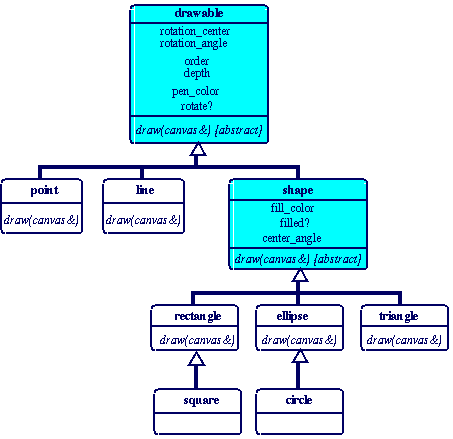 drawable
rotation_center
rotation_angle
order
depth
pen_color
rotate?
draw(canvas&) {abstract}
point
draw(canvas&)
line
draw(canvas&)
shape
fill_color
filled?
center_angle
draw(canvas&) {abstract}
rectangle
draw(canvas&)
ellipse
draw(canvas&)
triangle
draw(canvas&)
square
circle